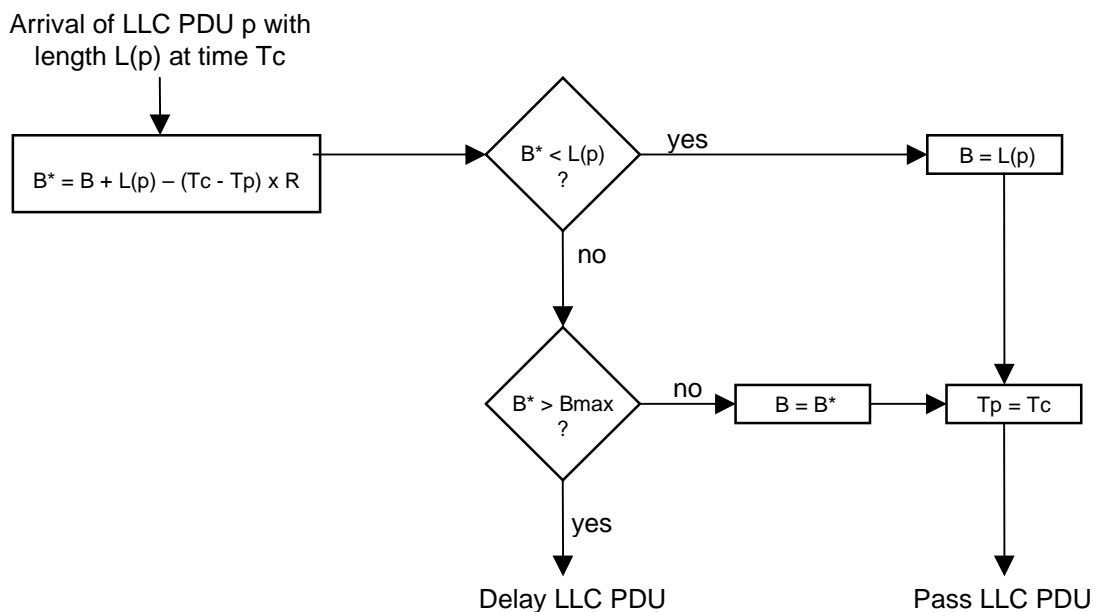 Arrival of LLC PDU p with
length L(p) at time Tc
B* = B + L(p) – (Tc - Tp) x R
B* < L(p)
?
yes
B = L(p)
no
B* > Bmax
?
no
B = B*
Tp = Tc
yes
Delay LLC PDU
Pass LLC PDU